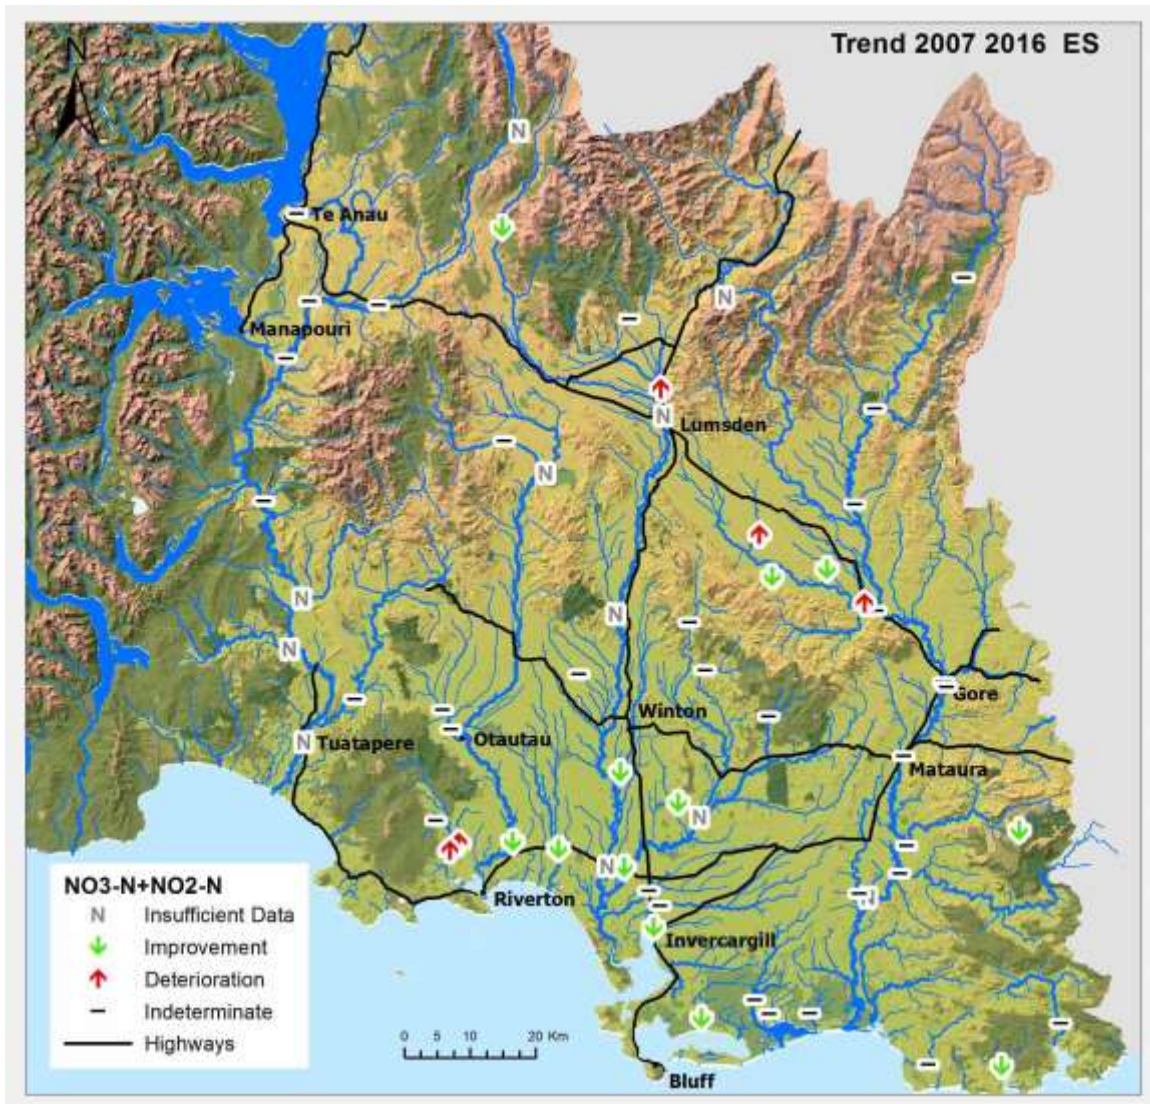 Trend 2007 2016 ES
N
N
Te Anau
N
Manapouri
N
Lumsden
N
N
N
N
Gore
Winton
N
Tuatapere
Otautau
Mataura
N
N
Riverton
Invercargill
Bluff
NO3-N+NO2-N
N Insufficient Data
Improvement
Deterioration
Indeterminate
Highways
0 5 10 20 Km